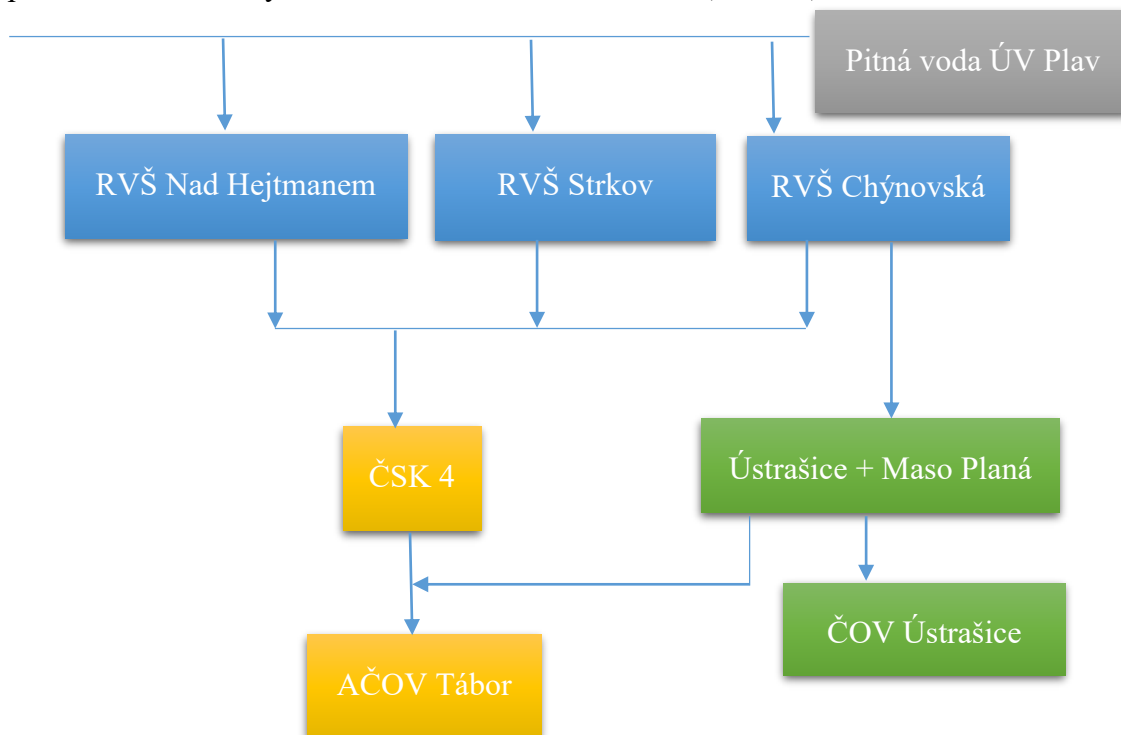 Pitná voda ÚV Plav
RVŠ Nad Hejtmanem
RVŠ Strkov
RVŠ Chýnovská
ČSK 4
Ústrašice + Maso Planá
ČOV Ústrašice
AČOV Tábor